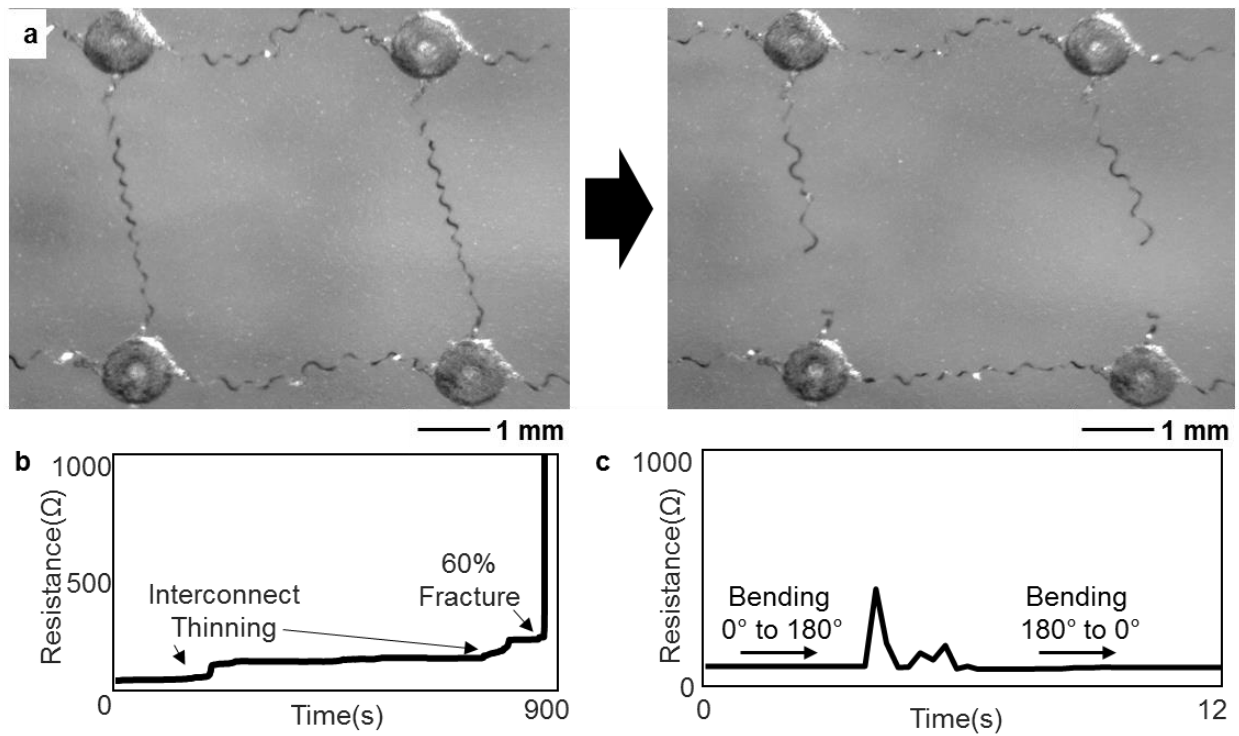 a
1 mm
1 mm
b
1000
500
0
Resistance(Ω)
Interconnect
Thinning
60%
Fracture
Time(s)
900
c
1000
0
Resistance(Ω)
Bending
0° to 180°
Bending
180° to 0°
0
Time(s)
12